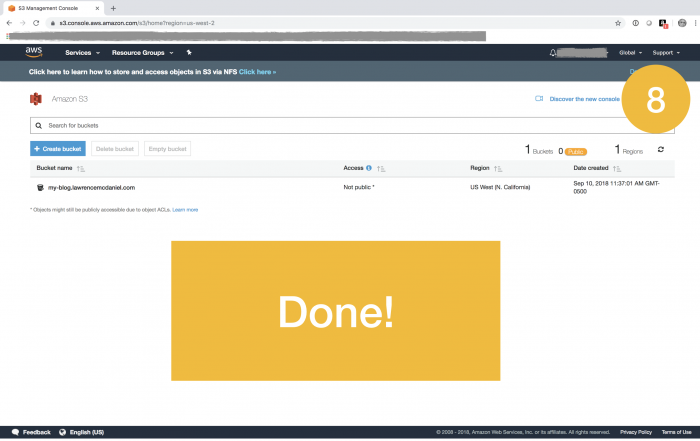 S3 Management Console
s3.console.aws.amazon.com/s3/home?region=us-west-2
aws Services Resource Groups Global Support
Click here to learn how to store and access objects in S3 via NFS Click here »
Amazon S3 Discover the new console
8
Search for buckets
+ Create bucket Delete bucket Empty bucket 1 Buckets 0 Public 1 Regions
Bucket name Access Region Date created
my-blog.lawrencemcdaniel.com Not public * US West (N. California) Sep 10, 2018 11:37:01 AM GMT-
0500
* Objects might still be publicly accessible due to object ACLs. Learn more
Done!
Feedback English (US) © 2008 - 2018, Amazon Web Services, Inc. or its affiliates. All rights reserved. Privacy Policy Terms of Use